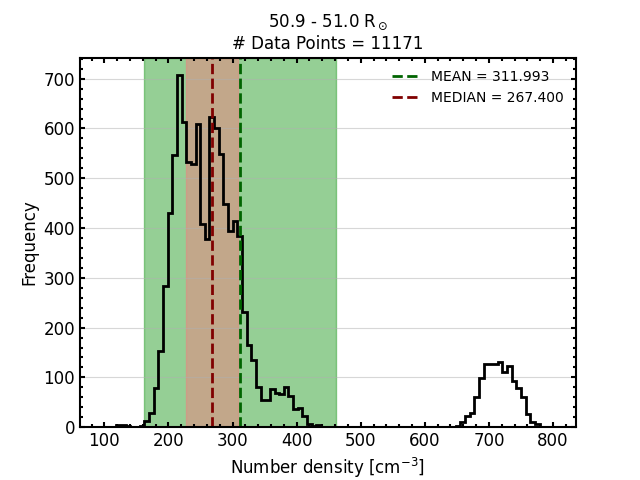 50.9 - 51.0 R⊙
# Data Points = 11171
MEAN = 311.993
MEDIAN = 267.400
Frequency
700
600
500
400
300
200
100
0
100 200 300 400 500 600 700 800
Number density [cm⁻³]